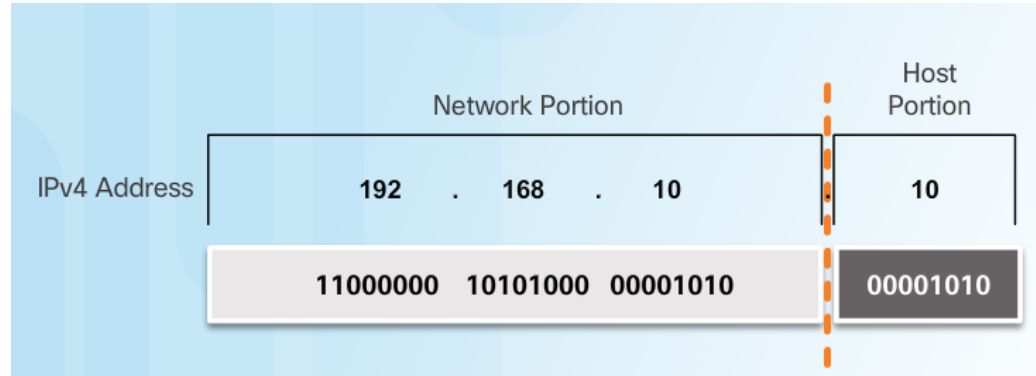 Network Portion
Host
Portion
IPv4 Address
192 . 168 . 10 . 10
11000000 10101000 00001010 00001010